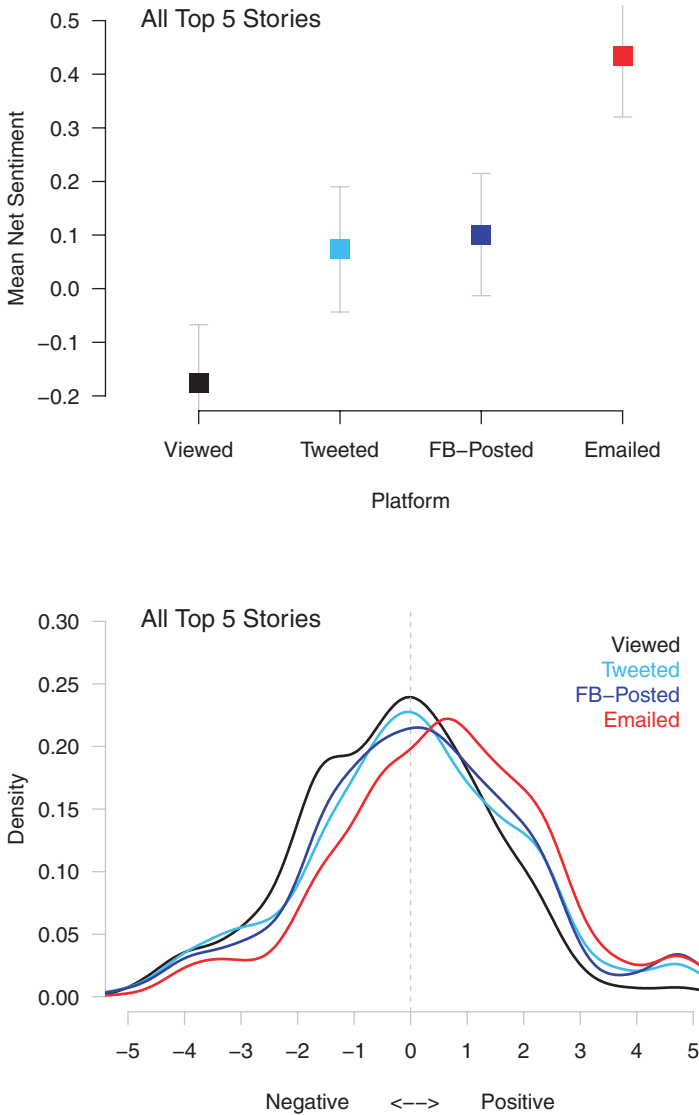 All Top 5 Stories
0.5
0.4
0.3
0.2
0.1
0.0
−0.1
−0.2
Mean Net Sentiment
Viewed Tweeted FB−Posted Emailed
Platform
All Top 5 Stories
Viewed
Tweeted
FB−Posted
Emailed
0.30
0.25
0.20
0.15
0.10
0.05
0.00
Density
−5 −4 −3 −2 −1 0 1 2 3 4 5
Negative <−−> Positive